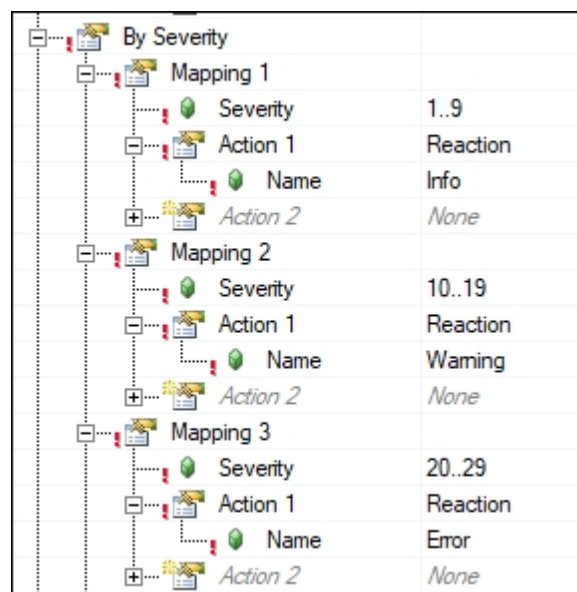 By Severity
Mapping 1
Severity 1..9
Action 1 Reaction
Name Info
Action 2 None
Mapping 2
Severity 10..19
Action 1 Reaction
Name Warning
Action 2 None
Mapping 3
Severity 20..29
Action 1 Reaction
Name Error
Action 2 None